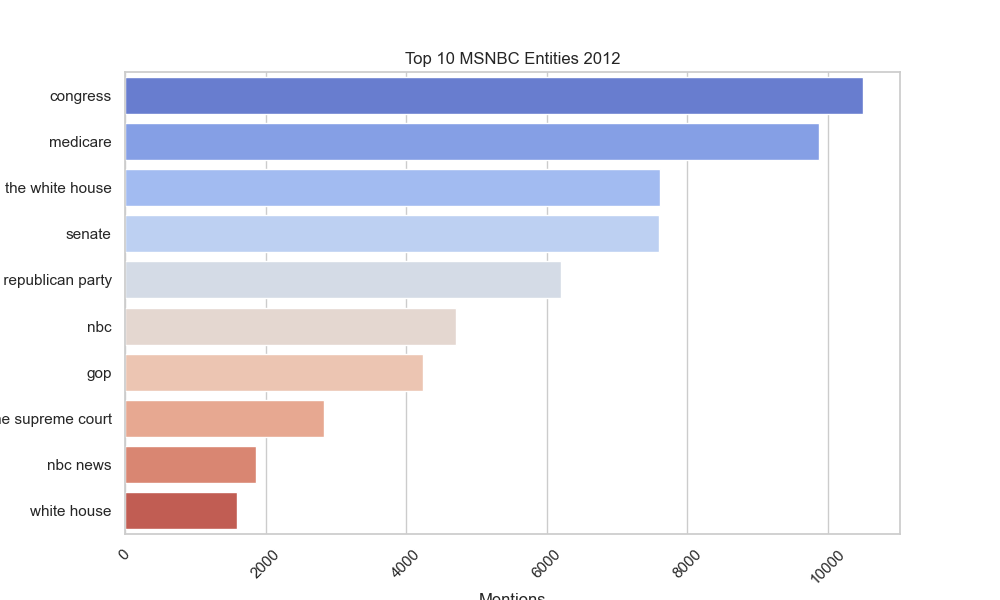 Top 10 MSNBC Entities 2012
congress
medicare
the white house
senate
republican party
nbc
gop
supreme court
nbc news
white house
0
2000
4000
6000
8000
10000
Mentions